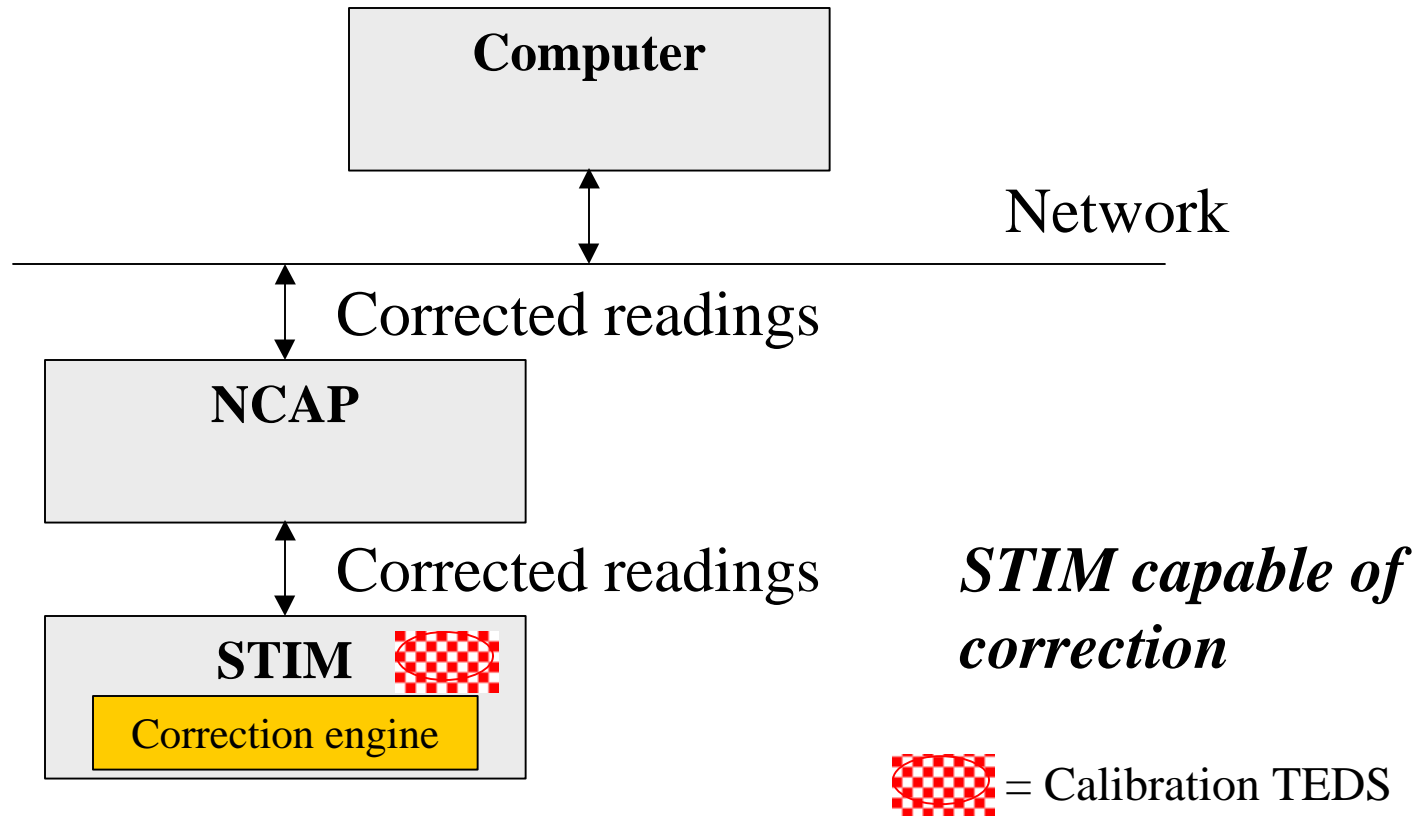 Computer
Network
Corrected readings
NCAP
Corrected readings
STIM capable of
correction
STIM
Correction engine
= Calibration TEDS